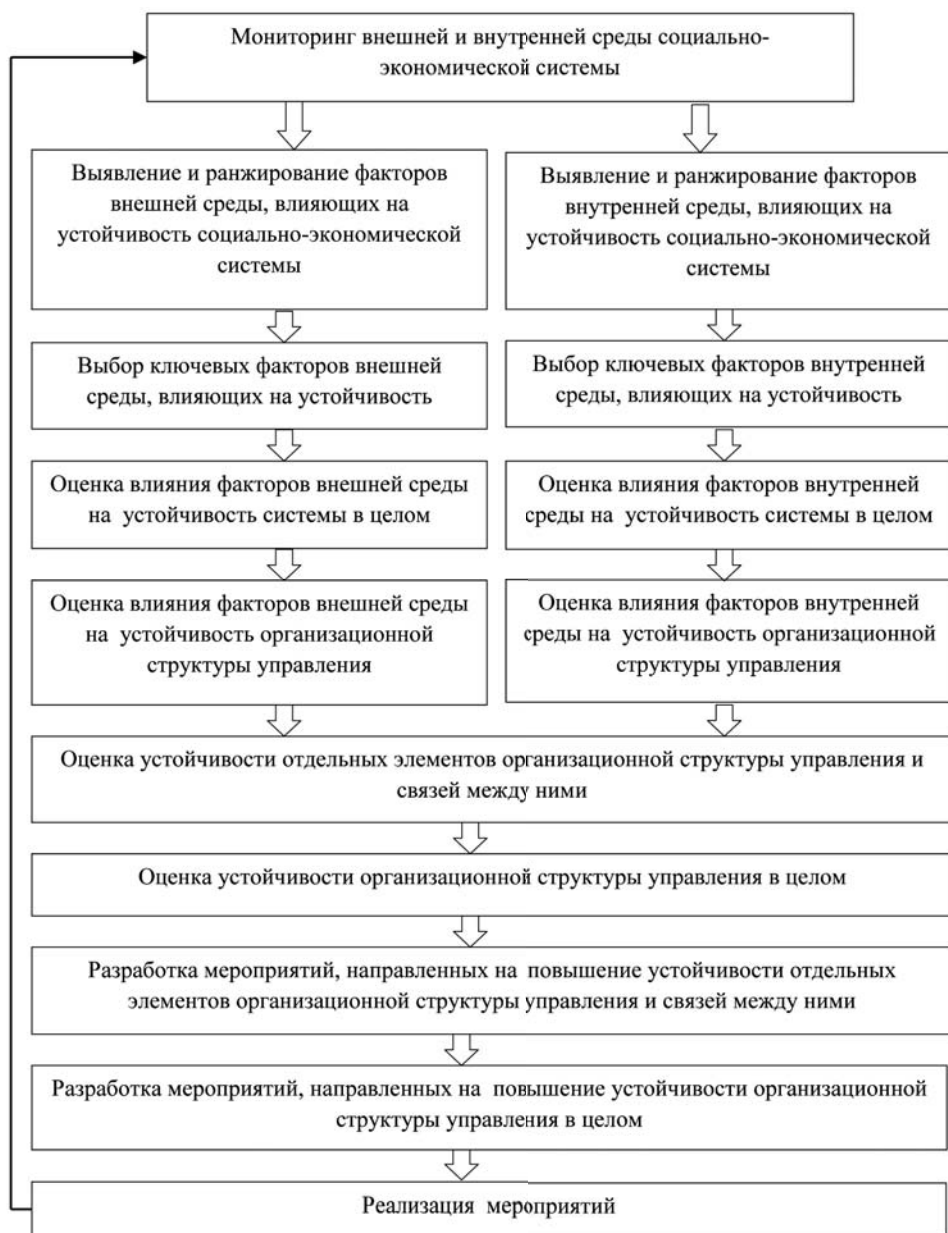 Мониторинг внешней и внутренней среды социально-
экономической системы
Выявление и ранжирование факторов
внешней среды, влияющих на
устойчивость социально-экономической
системы
Выявление и ранжирование факторов
внутренней среды, влияющих на
устойчивость социально-экономической
системы
Выбор ключевых факторов внешней
среды, влияющих на устойчивость
Выбор ключевых факторов внутренней
среды, влияющих на устойчивость
Оценка влияния факторов внешней среды
на устойчивость системы в целом
Оценка влияния факторов внутренней
среды на устойчивость системы в целом
Оценка влияния факторов внешней среды
на устойчивость организационной
структуры управления
Оценка влияния факторов внутренней
среды на устойчивость организационной
структуры управления
Оценка устойчивости отдельных элементов организационной структуры управления и
связей между ними
Оценка устойчивости организационной структуры управления в целом
Разработка мероприятий, направленных на повышение устойчивости отдельных
элементов организационной структуры управления и связей между ними
Разработка мероприятий, направленных на повышение устойчивости организационной
структуры управления в целом
Реализация мероприятий